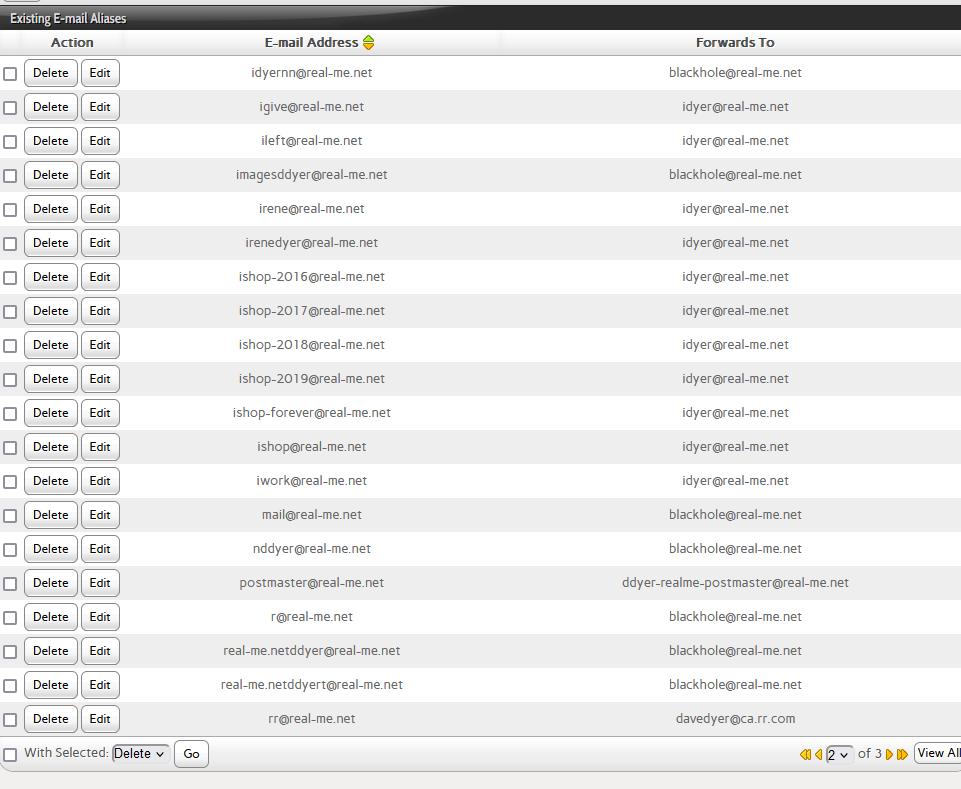 Existing E-mail Aliases
Action E-mail Address Forwards To
Delete Edit idyernn@real-me.net blackhole@real-me.net
Delete Edit igive@real-me.net idyer@real-me.net
Delete Edit ileft@real-me.net idyer@real-me.net
Delete Edit imagesddyer@real-me.net blackhole@real-me.net
Delete Edit irene@real-me.net idyer@real-me.net
Delete Edit irenedyer@real-me.net idyer@real-me.net
Delete Edit ishop-2016@real-me.net idyer@real-me.net
Delete Edit ishop-2017@real-me.net idyer@real-me.net
Delete Edit ishop-2018@real-me.net idyer@real-me.net
Delete Edit ishop-2019@real-me.net idyer@real-me.net
Delete Edit ishop-forever@real-me.net idyer@real-me.net
Delete Edit ishop@real-me.net idyer@real-me.net
Delete Edit iwork@real-me.net idyer@real-me.net
Delete Edit mail@real-me.net blackhole@real-me.net
Delete Edit nddyer@real-me.net blackhole@real-me.net
Delete Edit postmaster@real-me.net ddyer-realme-postmaster@real-me.net
Delete Edit r@real-me.net blackhole@real-me.net
Delete Edit real-me.netddyer@real-me.net blackhole@real-me.net
Delete Edit real-me.netddyert@real-me.net blackhole@real-me.net
Delete Edit rr@real-me.net davedyer@ca.rr.com
With Selected: Delete Go 2 of 3 View All